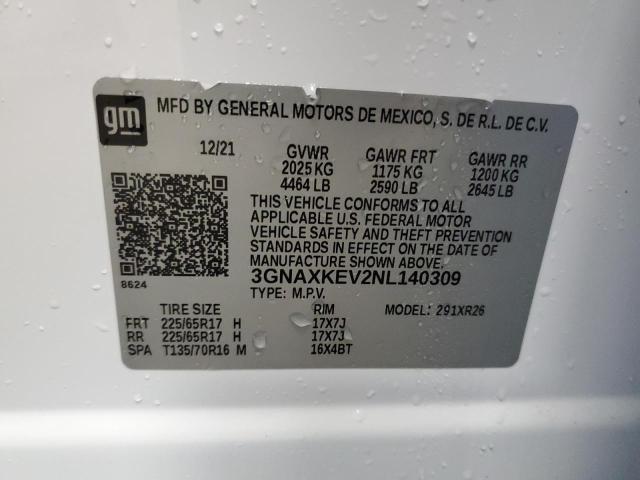 gm
MFD BY GENERAL MOTORS DE MEXICO, S. DE R.L. DE C.V.
12/21 GVWR GAWR FRT GAWR RR
2025 KG 1175 KG 1200 KG
4464 LB 2590 LB 2645 LB
THIS VEHICLE CONFORMS TO ALL
APPLICABLE U.S. FEDERAL MOTOR
VEHICLE SAFETY AND THEFT PREVENTION
STANDARDS IN EFFECT ON THE DATE OF
MANUFACTURE SHOWN ABOVE.
8624 3GNAXKEV2NL140309
TYPE: M.P.V. MODEL: 291XR26
TIRE SIZE RIM
FRT 225/65R17 H 17X7J
RR 225/65R17 H 17X7J
SPA T135/70R16 M 16X4BT